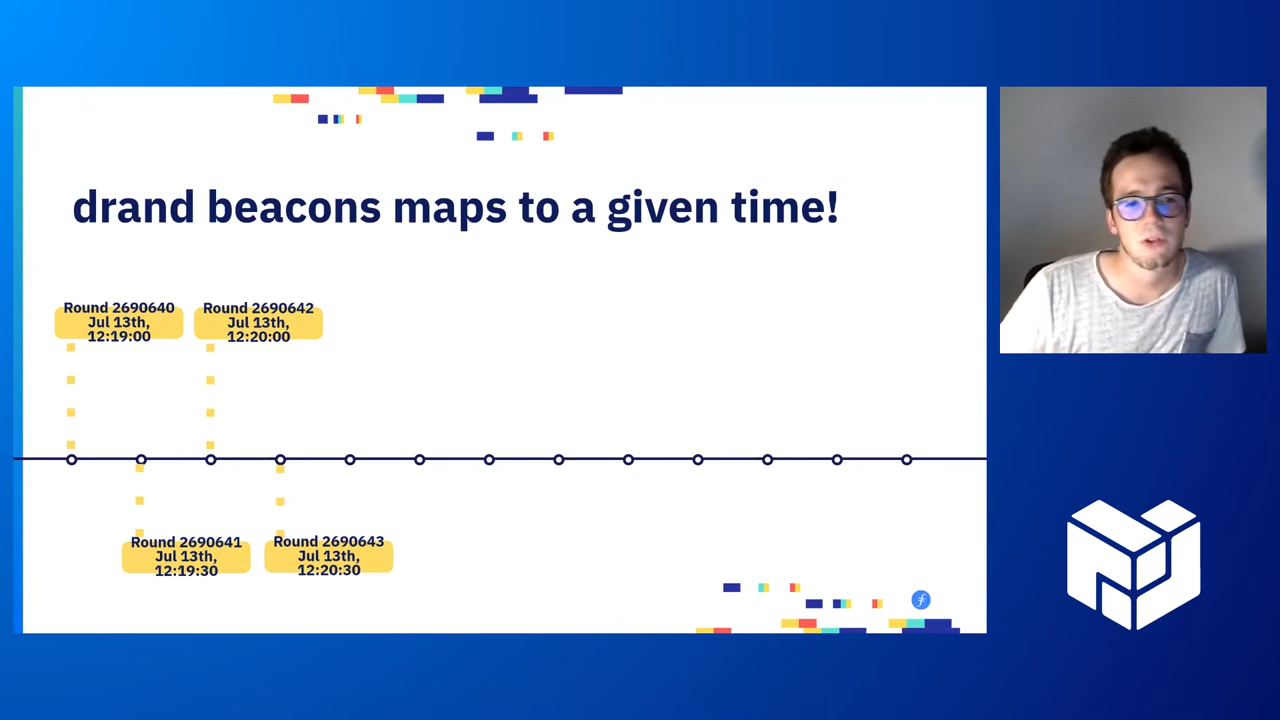 drand beacons maps to a given time!
Round 2690640
Jul 13th,
12:19:00
Round 2690642
Jul 13th,
12:20:00
Round 2690641
Jul 13th,
12:19:30
Round 2690643
Jul 13th,
12:20:30